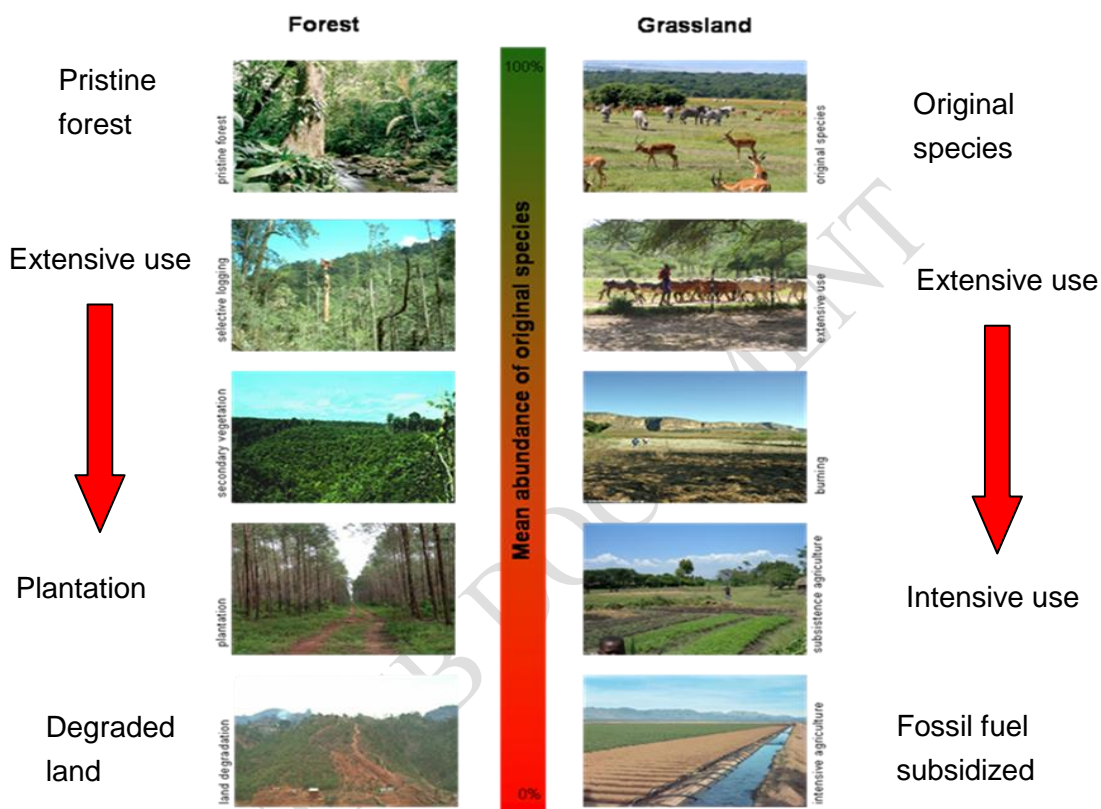 Forest
Grassland
Pristine
forest
pristine forest
100%
original species
Original
species
Extensive use
selective logging
Mean abundance of original species
extensive use
Extensive use
secondary vegetation
burning
Plantation
plantation
subsistence agriculture
Intensive use
Degraded
land
land degradation
0%
intensive agriculture
Fossil fuel
subsidized
B DOCUMENT